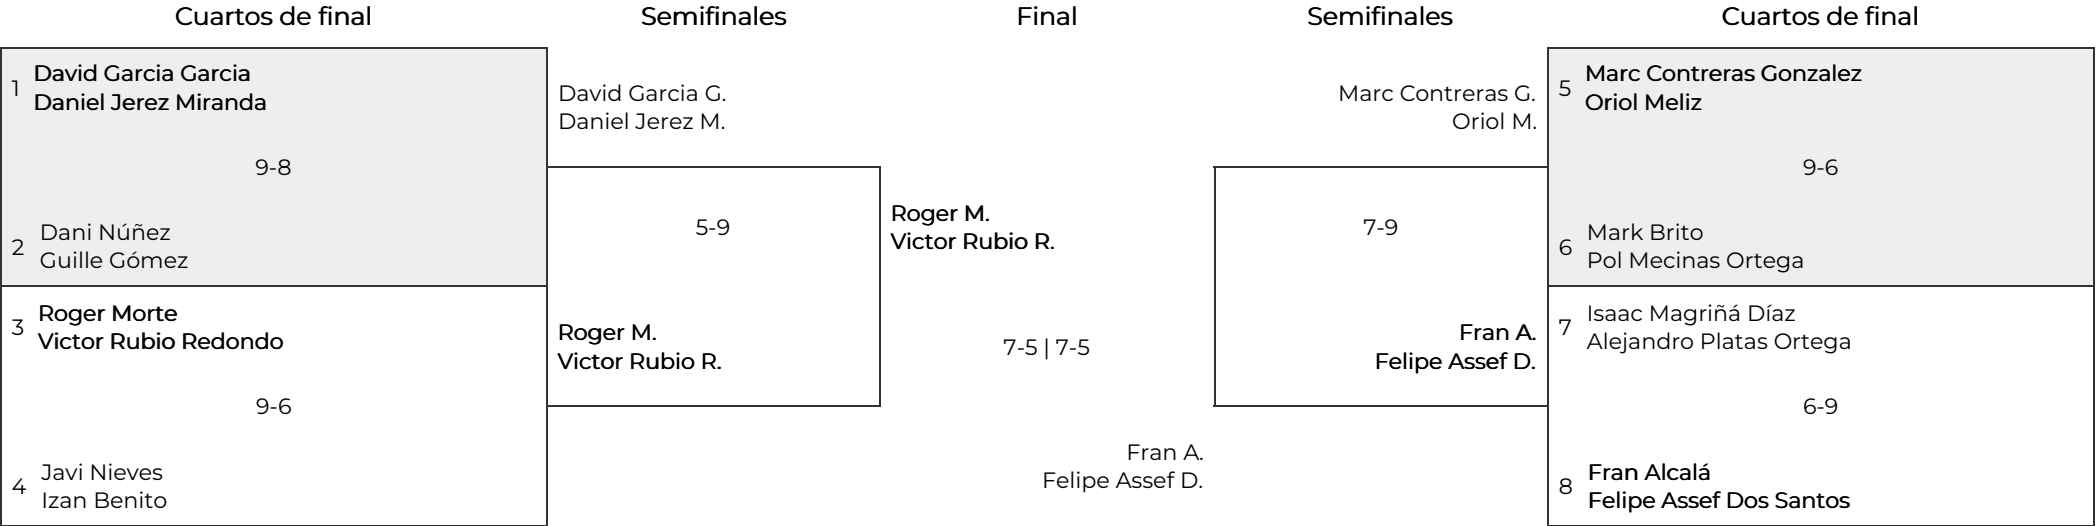 Cuartos de final
Semifinales
Final
Semifinales
Cuartos de final
1
David Garcia Garcia
Daniel Jerez Miranda
9-8
2
Dani Núñez
Guille Gómez
3
Roger Morte
Victor Rubio Redondo
9-6
4
Javi Nieves
Izan Benito
David Garcia G.
Daniel Jerez M.
5-9
Roger M.
Victor Rubio R.
Roger M.
Victor Rubio R.
7-5 | 7-5
Fran A.
Felipe Assef D.
Marc Contreras G.
Oriol M.
7-9
Fran A.
Felipe Assef D.
5
Marc Contreras Gonzalez
Oriol Meliz
9-6
6
Mark Brito
Pol Mecinas Ortega
7
Isaac Magriñá Díaz
Alejandro Platas Ortega
6-9
8
Fran Alcalá
Felipe Assef Dos Santos